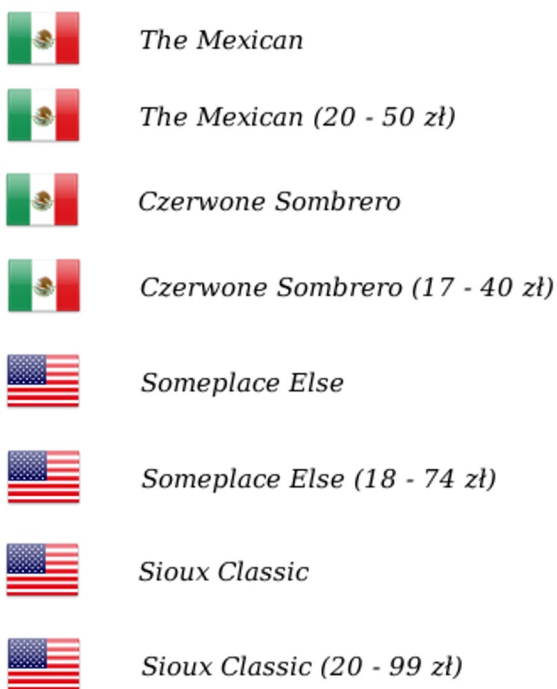 The Mexican
The Mexican (20 - 50 zł)
Czerwone Sombrero
Czerwone Sombrero (17 - 40 zł)
Someplace Else
Someplace Else (18 - 74 zł)
Sioux Classic
Sioux Classic (20 - 99 zł)